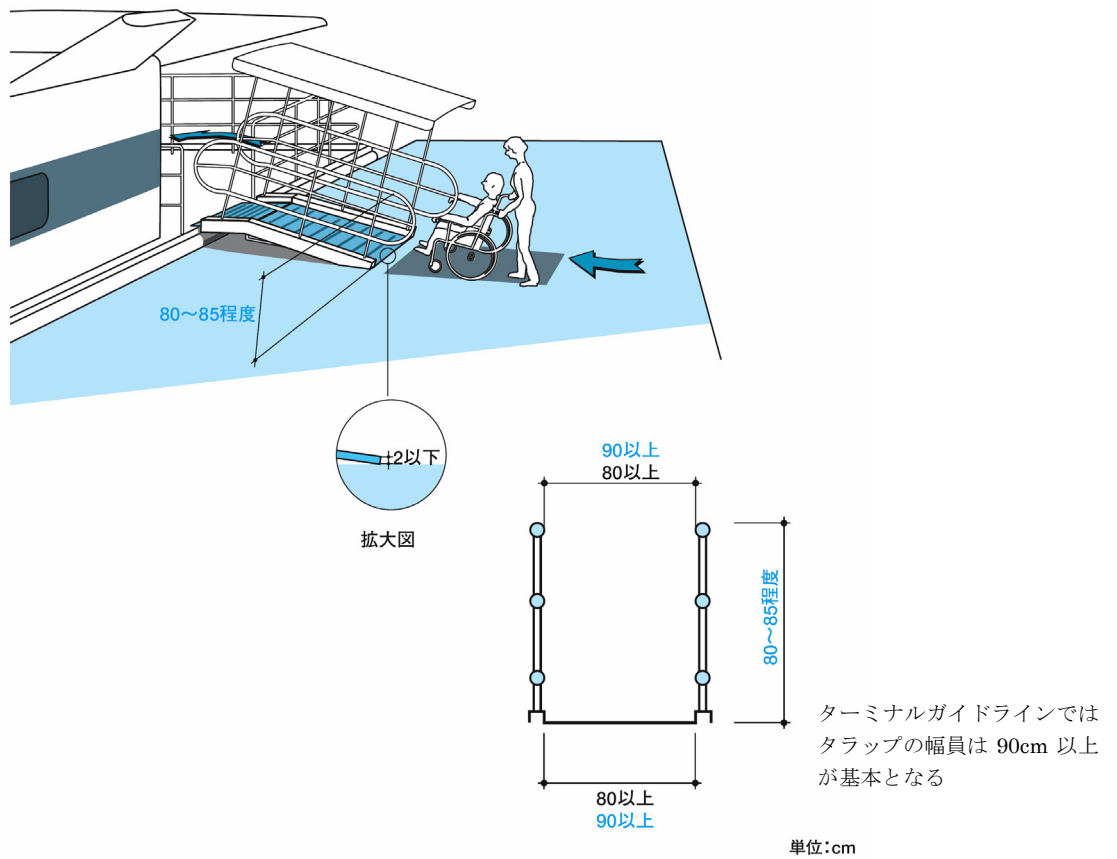 80〜85程度
2以下
拡大図
90以上
80以上
80〜85程度
80以上
90以上
ターミナルガイドラインでは
タラップの幅員は 90cm 以上
が基本となる
単位:cm